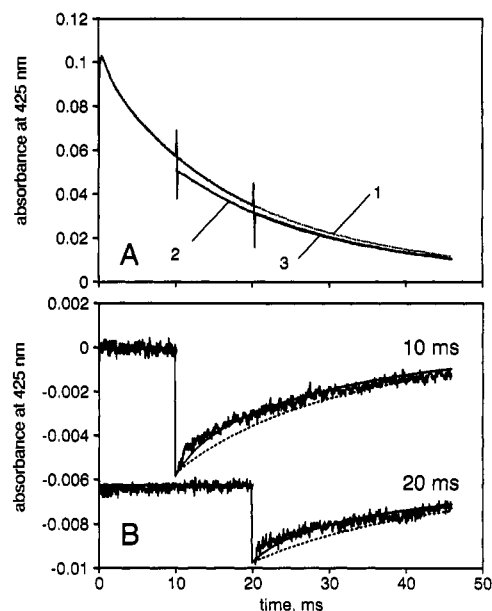 0.12
0.1
0.08
0.06
0.04
0.02
0
absorbance at 425 nm
A
1
2
3
0.002
0
-0.002
-0.004
-0.006
-0.008
-0.01
absorbance at 425 nm
10 ms
20 ms
B
0 10 20 30 40 50
time, ms